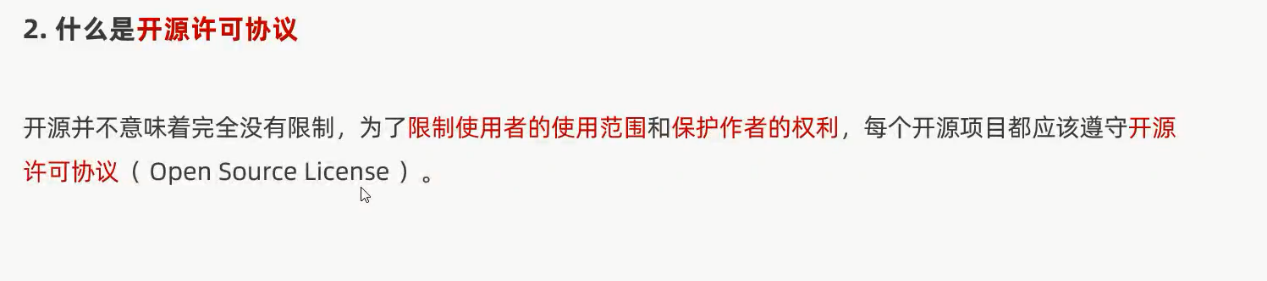 2. 什么是开源许可协议
开源并不意味着完全没有限制，为了限制使用者的使用范围和保护作者的权利，每个开源项目都应该遵守开源
许可协议（ Open Source License ）。